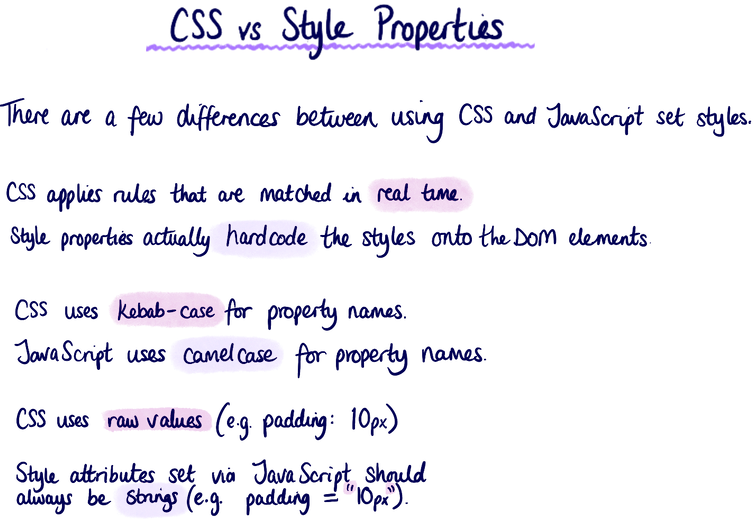 CSS vs Style Properties
There are a few differences between using CSS and JavaScript set styles.
CSS applies rules that are matched in real time.
Style properties actually hardcode the styles onto the DOM elements.
CSS uses kebab-case for property names.
JavaScript uses camelcase for property names.
CSS uses raw values (e.g. padding: 10px)
Style attributes set via JavaScript should
always be strings (e.g. padding = "10px").